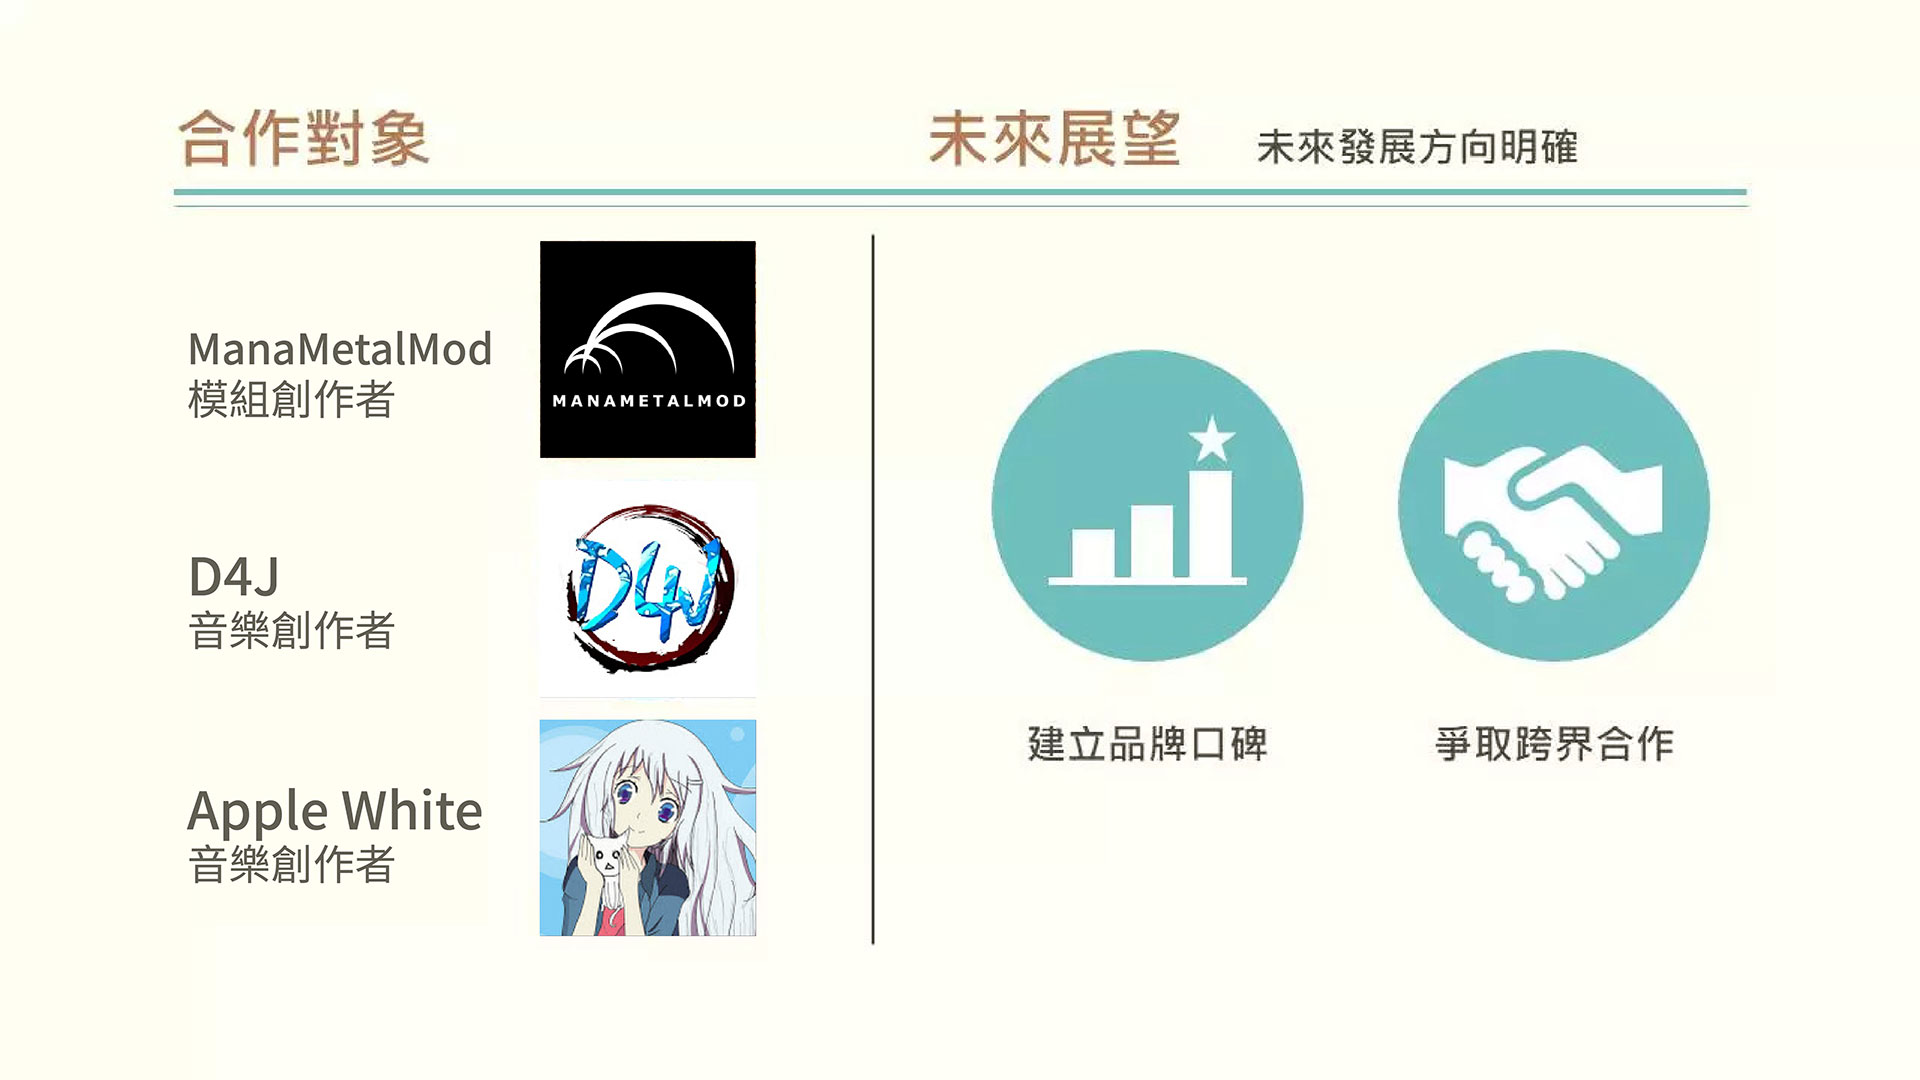 合作對象
ManaMetalMod
模組創作者
MANAMETALMOD
D4J
音樂創作者
D4J
Apple White
音樂創作者
未來展望
未來發展方向明確
建立品牌口碑
爭取跨界合作